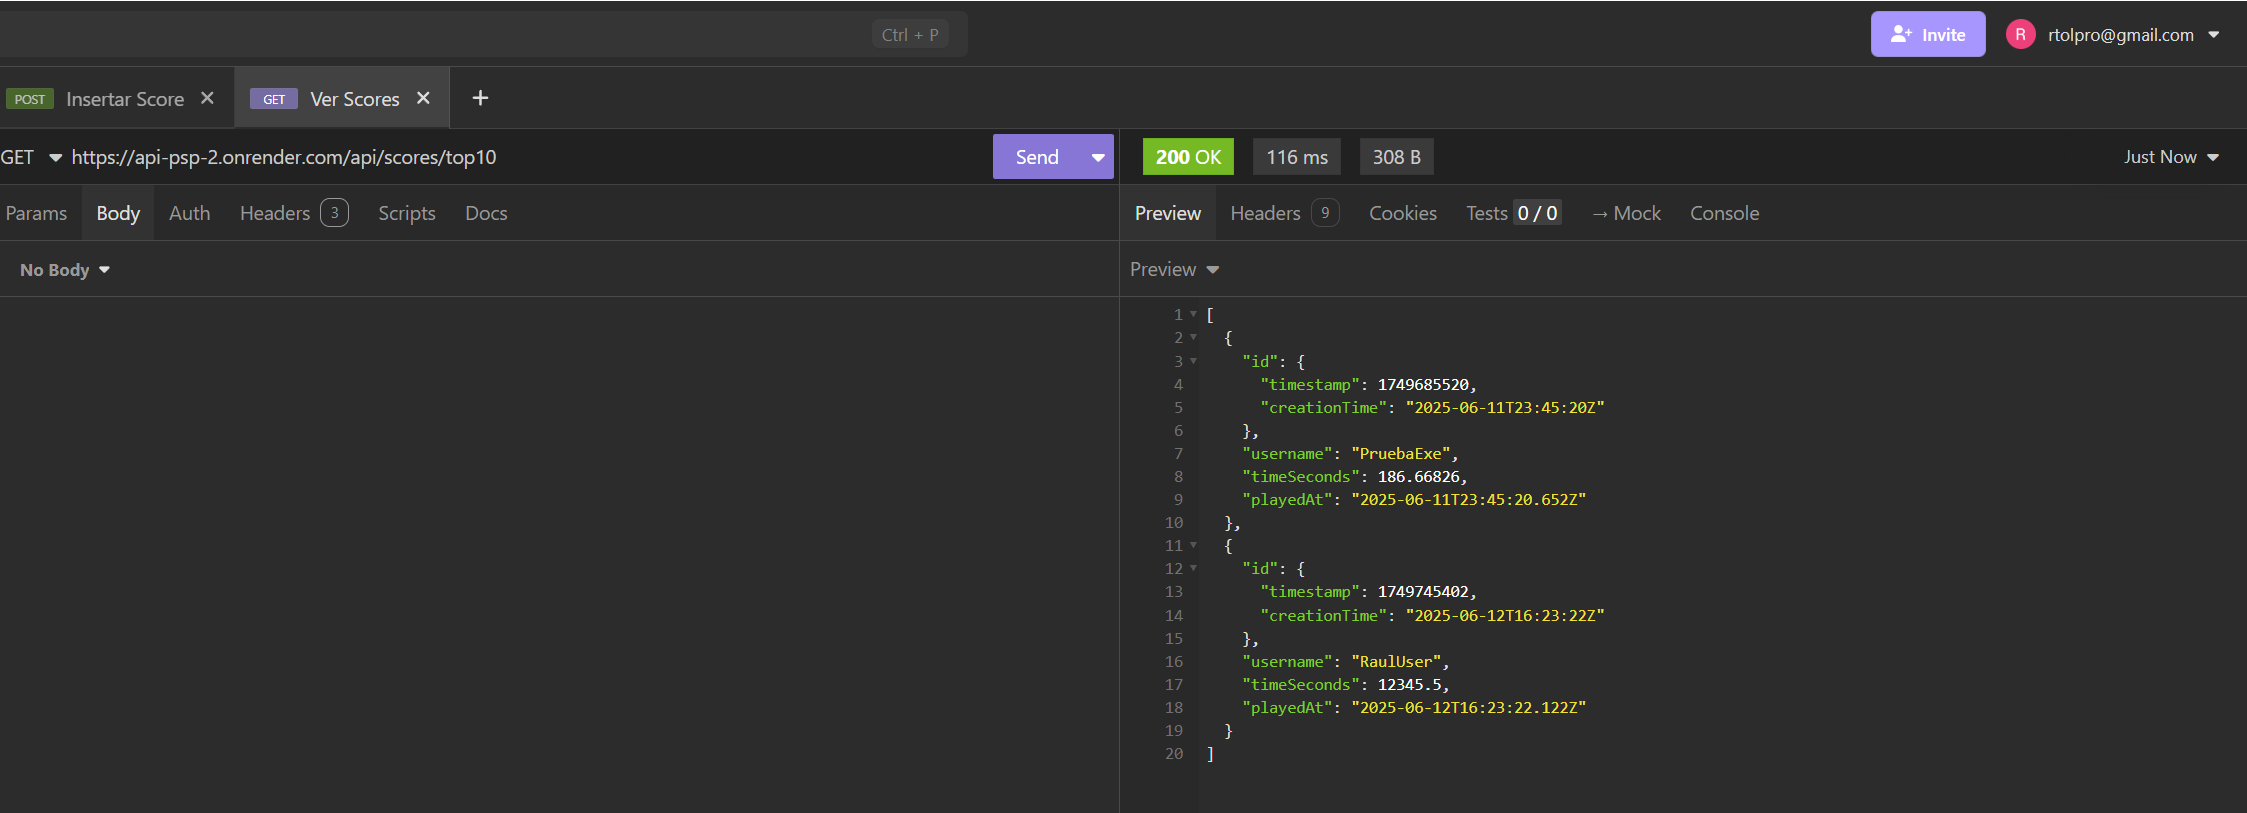 Ctrl + P
Invite
R
rtolpro@gmail.com
POST Insertar Score
GET Ver Scores
GET https://api-psp-2.onrender.com/api/scores/top10
Send
200 OK
116 ms
308 B
Just Now
Params
Body
Auth
Headers 3
Scripts
Docs
Preview
Headers 9
Cookies
Tests 0 / 0
→ Mock
Console
No Body
Preview
1 [
2 {
3 "id": {
4 "timestamp": 1749685520,
5 "creationTime": "2025-06-11T23:45:20Z"
6 },
7 "username": "PruebaExe",
8 "timeSeconds": 186.66826,
9 "playedAt": "2025-06-11T23:45:20.652Z"
10 },
11 {
12 "id": {
13 "timestamp": 1749745402,
14 "creationTime": "2025-06-12T16:23:22Z"
15 },
16 "username": "RaulUser",
17 "timeSeconds": 12345.5,
18 "playedAt": "2025-06-12T16:23:22.122Z"
19 }
20 ]